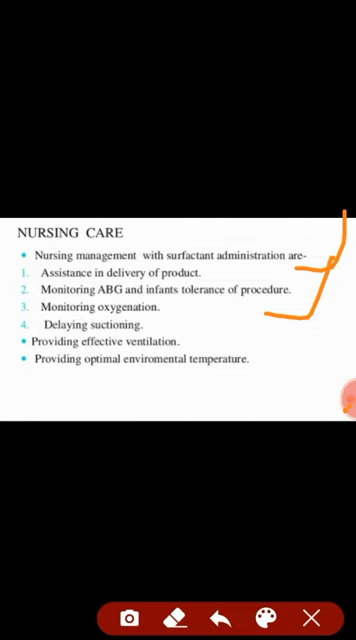 NURSING CARE
• Nursing management with surfactant administration are-
1. Assistance in delivery of product.
2. Monitoring ABG and infants tolerance of procedure.
3. Monitoring oxygenation.
4. Delaying suctioning.
• Providing effective ventilation.
• Providing optimal enviromental temperature.